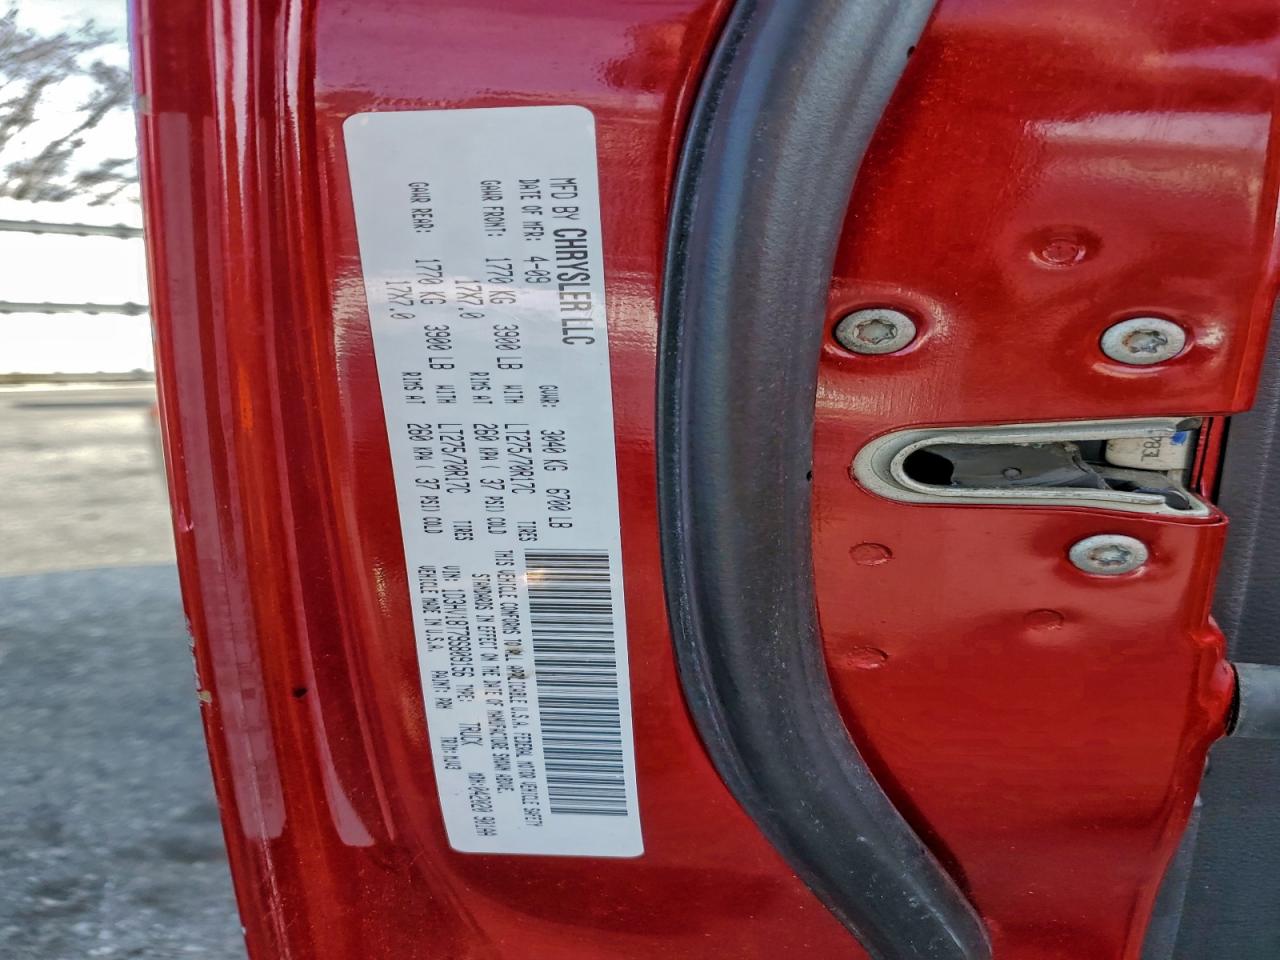 MFD BY CHRYSLER LLC
DATE OF MFR: 4-09 GVWR: 3040 KG 6700 LB
GAWR FRONT: 1770 KG 3900 LB WITH LT275/70R17C TIRES
17X7.0 RIMS AT 260 KPA( 37 PSI) COLD
GAWR REAR: 1770 KG 3900 LB WITH LT275/70R17C TIRES
17X7.0 RIMS AT 260 KPA( 37 PSI) COLD
THIS VEHICLE CONFORMS TO ALL APPLICABLE U.S.A. FEDERAL MOTOR VEHICLE SAFETY
STANDARDS IN EFFECT ON THE DATE OF MANUFACTURE SHOWN ABOVE.
VIN: 1D3HV18T79S809156 TYPE: TRUCK
VEHICLE MADE IN U.S.A. PAINT: PRM